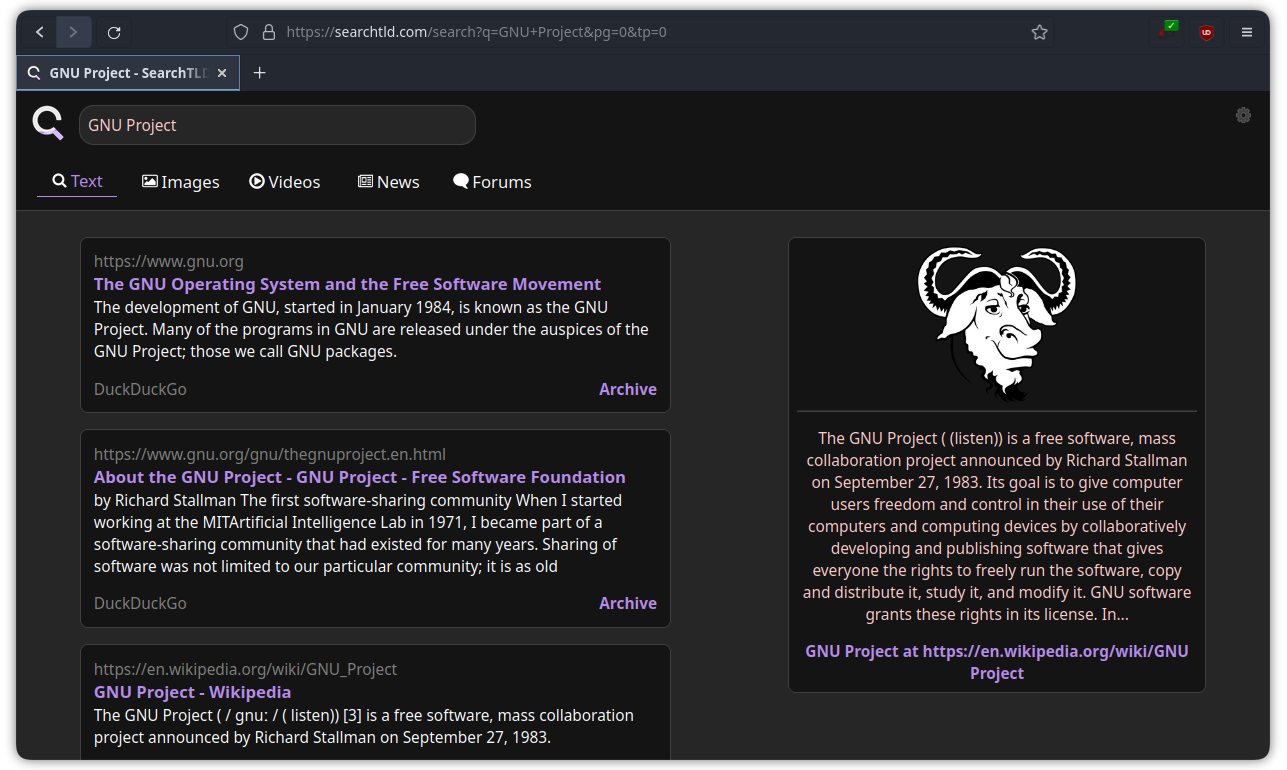 https://searchtld.com/search?q=GNU+Project&pg=0&tp=0
GNU Project - SearchTLD
GNU Project
Text Images Videos News Forums
https://www.gnu.org
The GNU Operating System and the Free Software Movement
The development of GNU, started in January 1984, is known as the GNU
Project. Many of the programs in GNU are released under the auspices of the
GNU Project; those we call GNU packages.
DuckDuckGo Archive
https://www.gnu.org/gnu/thegnuproject.en.html
About the GNU Project - GNU Project - Free Software Foundation
by Richard Stallman The first software-sharing community When I started
working at the MITArtificial Intelligence Lab in 1971, I became part of a
software-sharing community that had existed for many years. Sharing of
software was not limited to our particular community; it is as old
DuckDuckGo Archive
https://en.wikipedia.org/wiki/GNU_Project
GNU Project - Wikipedia
The GNU Project ( / gnuː / ( listen)) [3] is a free software, mass collaboration
project announced by Richard Stallman on September 27, 1983.
The GNU Project ( (listen)) is a free software, mass
collaboration project announced by Richard Stallman
on September 27, 1983. Its goal is to give computer
users freedom and control in their use of their
computers and computing devices by collaboratively
developing and publishing software that gives
everyone the rights to freely run the software, copy
and distribute it, study it, and modify it. GNU software
grants these rights in its license. In...
GNU Project at https://en.wikipedia.org/wiki/GNU
Project